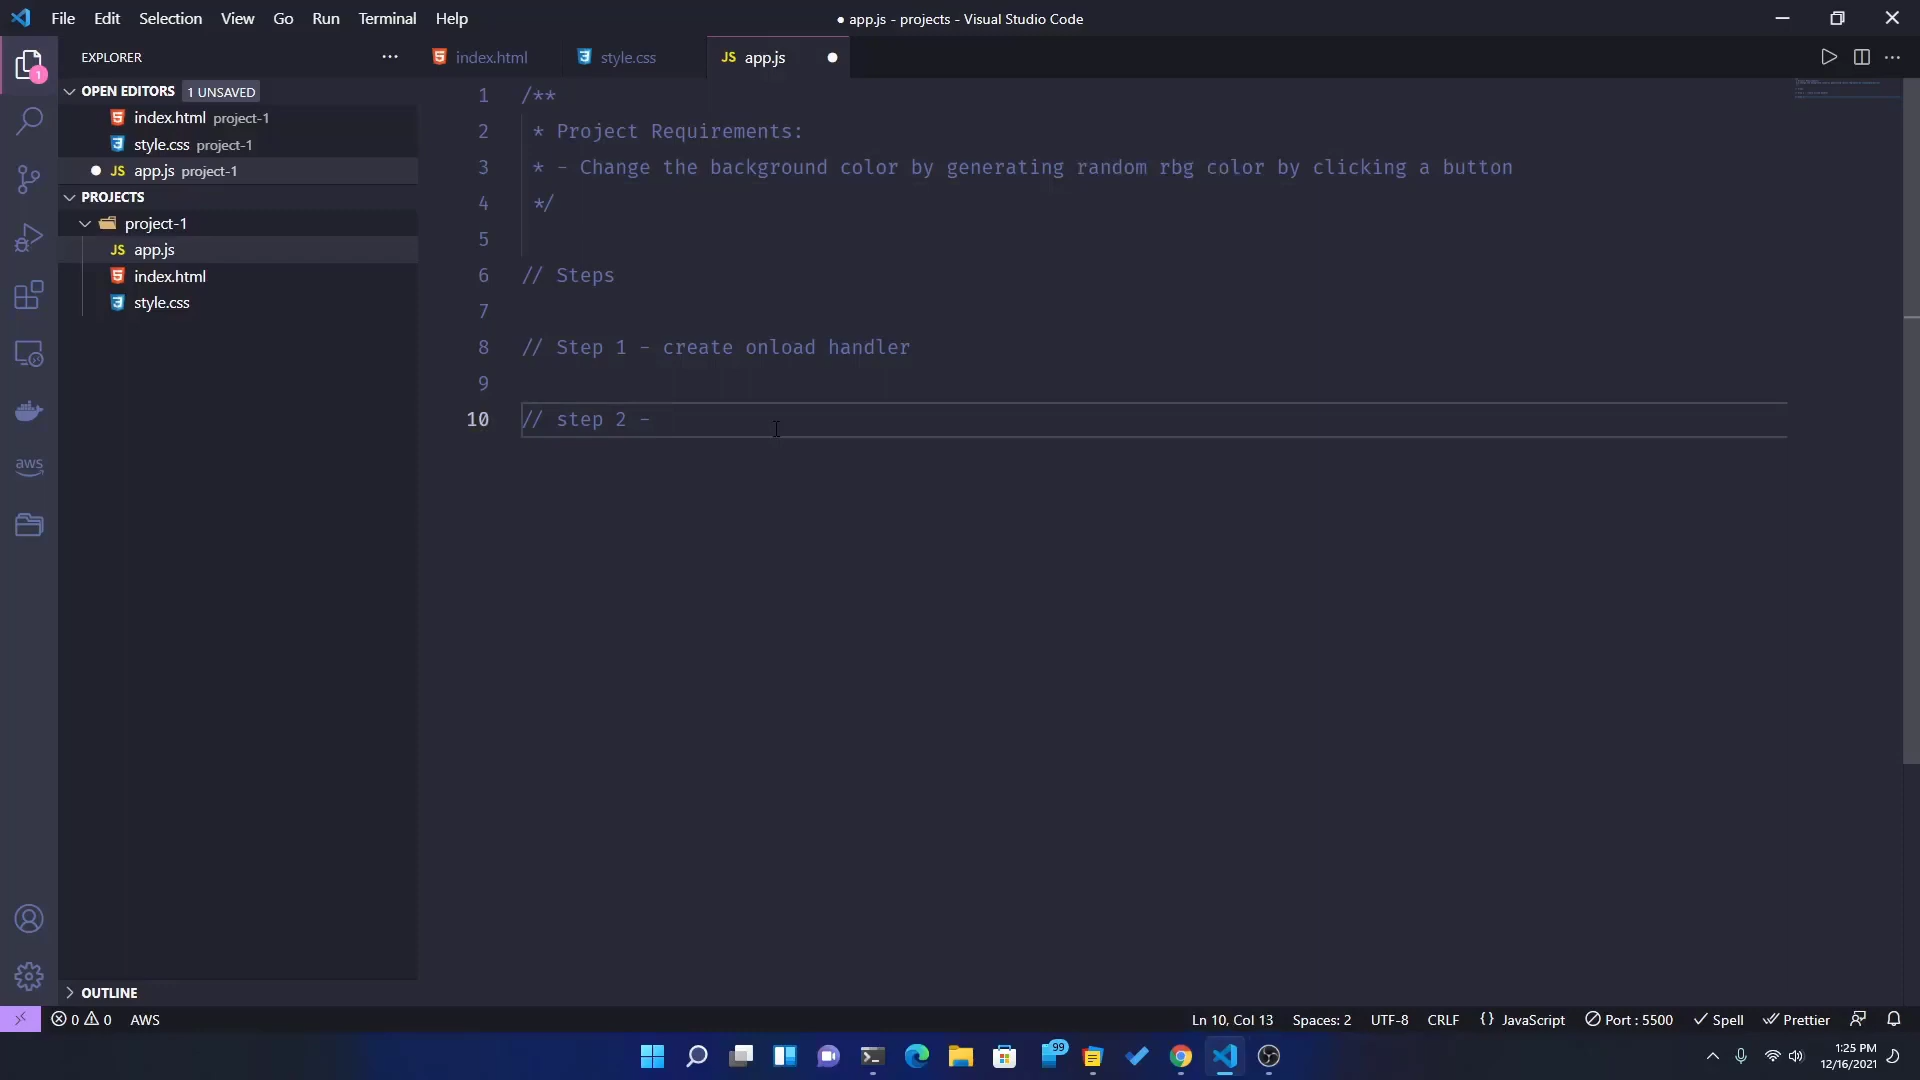 File Edit Selection View Go Run Terminal Help
● app.js - projects - Visual Studio Code
EXPLORER
1
OPEN EDITORS 1 UNSAVED
index.html project-1
style.css project-1
JS app.js project-1
PROJECTS
project-1
JS app.js
index.html
style.css
aws
OUTLINE
index.html
style.css
JS app.js
1 /**
2 * Project Requirements:
3 * - Change the background color by generating random rbg color by clicking a button
4 */
5
6 // Steps
7
8 // Step 1 - create onload handler
9
10 // step 2 -
0 0 AWS
Ln 10, Col 13 Spaces: 2 UTF-8 CRLF {} JavaScript Port : 5500 Spell Prettier
99
1:25 PM
12/16/2021